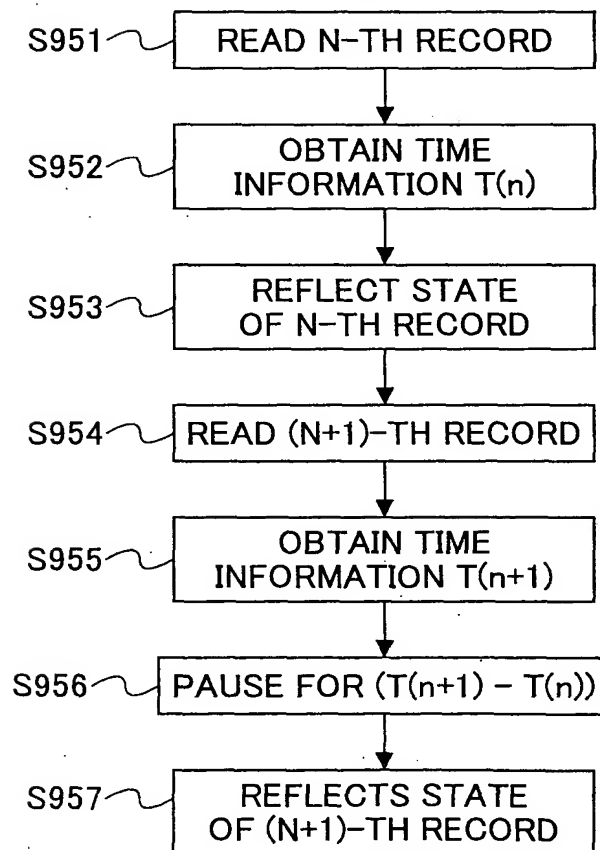 S951 READ N-TH RECORD
S952 OBTAIN TIME
INFORMATION T(n)
S953 REFLECT STATE
OF N-TH RECORD
S954 READ (N+1)-TH RECORD
S955 OBTAIN TIME
INFORMATION T(n+1)
S956 PAUSE FOR (T(n+1) - T(n))
S957 REFLECTS STATE
OF (N+1)-TH RECORD